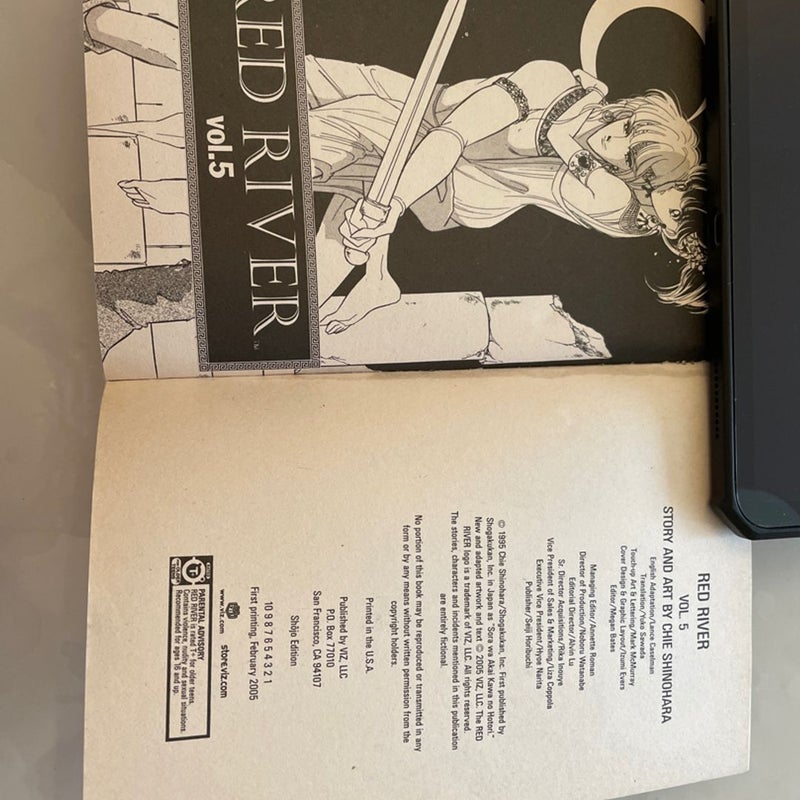 RED RIVER™
vol.5
RED RIVER
VOL. 5
STORY AND ART BY CHIE SHINOHARA
English Adaptation/Lance Caselman
Translation/Yuko Sawada
Touch-up Art & Lettering/Mark McMurray
Cover Design & Graphic Layout/Izumi Evers
Editor/Megan Bates
Managing Editor/Annette Roman
Director of Production/Noboru Watanabe
Editorial Director/Alvin Lu
Sr. Director Acquisitions/Rika Inouye
Vice President of Sales & Marketing/Liza Coppola
Executive Vice President/Hyoe Narita
Publisher/Seiji Horibuchi
© 1995 Chie Shinohara/Shogakukan, Inc. First published by
Shogakukan, Inc. in Japan as "Sora wa Akai Kawa no Hotori."
New and adapted artwork and text © 2005 VIZ, LLC. The RED
RIVER logo is a trademark of VIZ, LLC. All rights reserved.
The stories, characters and incidents mentioned in this publication
are entirely fictional.
No portion of this book may be reproduced or transmitted in any
form or by any means without written permission from the
copyright holders.
Printed in the U.S.A.
Published by VIZ, LLC
P.O. Box 77010
San Francisco, CA 94107
Shôjo Edition
10 9 8 7 6 5 4 3 2 1
First printing, February 2005
www.viz.com
store.viz.com
PARENTAL ADVISORY
RED RIVER is rated T+ for older teens.
Contains violence, nudity and sexual situations.
Recommended for ages 16 and up.